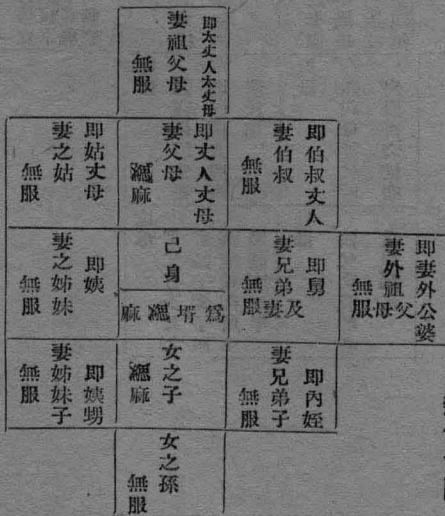 即太丈人太丈母
妻祖父母
無服
即伯叔丈人
妻伯叔
無服
即丈人丈母
妻父母
緦麻
即姑丈母
妻之姑
無服
即妻外公婆
妻外祖父母
無服
即舅
妻兄弟及妻
無服
己身
為壻緦麻
即姨
妻之姊妹
無服
即內姪
妻兄弟子
無服
女之子
緦麻
即姨甥
妻姊妹子
無服
女之孫
無服